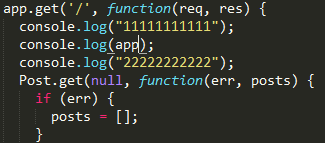 app.get('/', function(req, res) {
console.log("11111111111");
console.log(app);
console.log("22222222222");
Post.get(null, function(err, posts) {
if (err) {
posts = [];
}